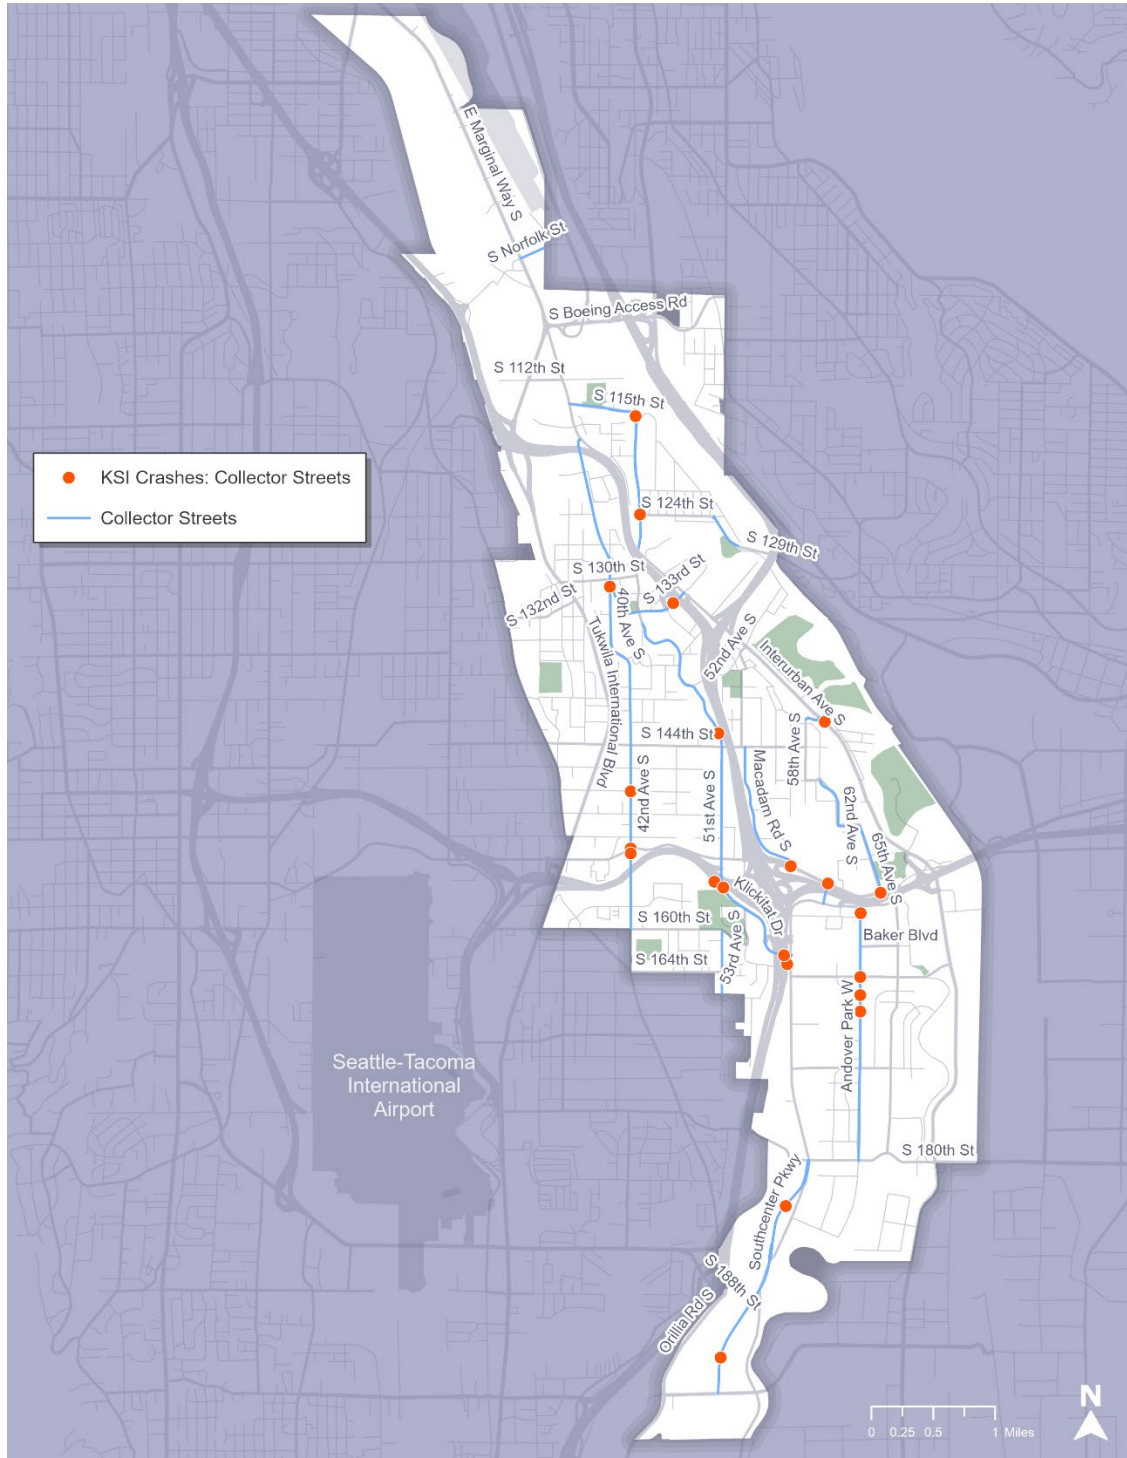 E Marginal Way S
S Norfolk St
S Boeing Access Rd
S 112th St
S 115th St
KSI Crashes: Collector Streets
Collector Streets
S 124th St
S 129th St
S 130th St
S 133rd St
S 132nd St
40th Ave S
52nd Ave S
Tukwila International Blvd
Interurban Ave S
S 144th St
58th Ave S
42nd Ave S
51st Ave S
Macadam Rd S
62nd Ave S
65th Ave S
Klickitat Dr
S 160th St
53rd Ave S
Baker Blvd
S 164th St
Andover Park W
Seattle-Tacoma
International
Airport
S 180th St
Southcenter Pkwy
S 188th St
Orillia Rd S
N
0 0.25 0.5 1 Miles